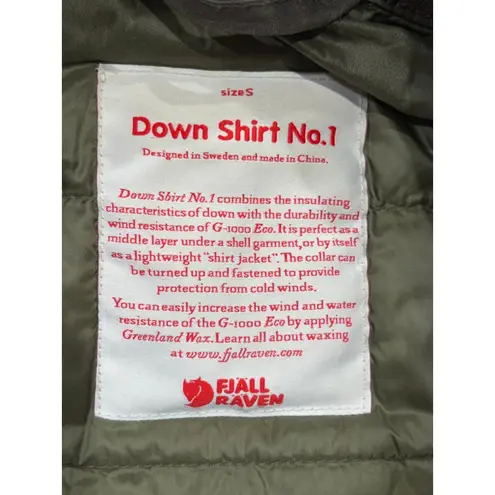 size S
Down Shirt No.1
Designed in Sweden and made in China.
Down Shirt No.1 combines the insulating
characteristics of down with the durability and
wind resistance of G-1000 Eco. It is perfect as a
middle layer under a shell garment, or by itself
as a lightweight "shirt jacket". The collar can
be turned up and fastened to provide
protection from cold winds.
You can easily increase the wind and water
resistance of the G-1000 Eco by applying
Greenland Wax. Learn all about waxing
at www.fjallraven.com
FJÄLL
RÄVEN